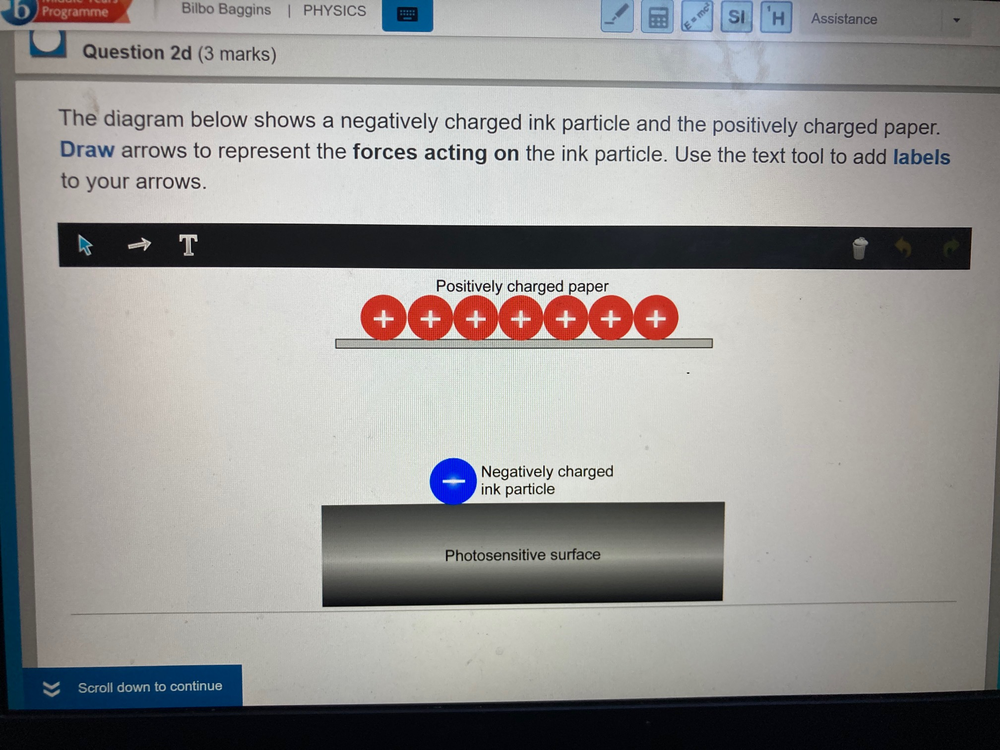 Programme
Bilbo Baggins | PHYSICS
E = mc²
SI
¹H
Assistance
Question 2d (3 marks)
The diagram below shows a negatively charged ink particle and the positively charged paper.
Draw arrows to represent the forces acting on the ink particle. Use the text tool to add labels
to your arrows.
T
Positively charged paper
+ + + + + + +
Negatively charged
ink particle
Photosensitive surface
Scroll down to continue